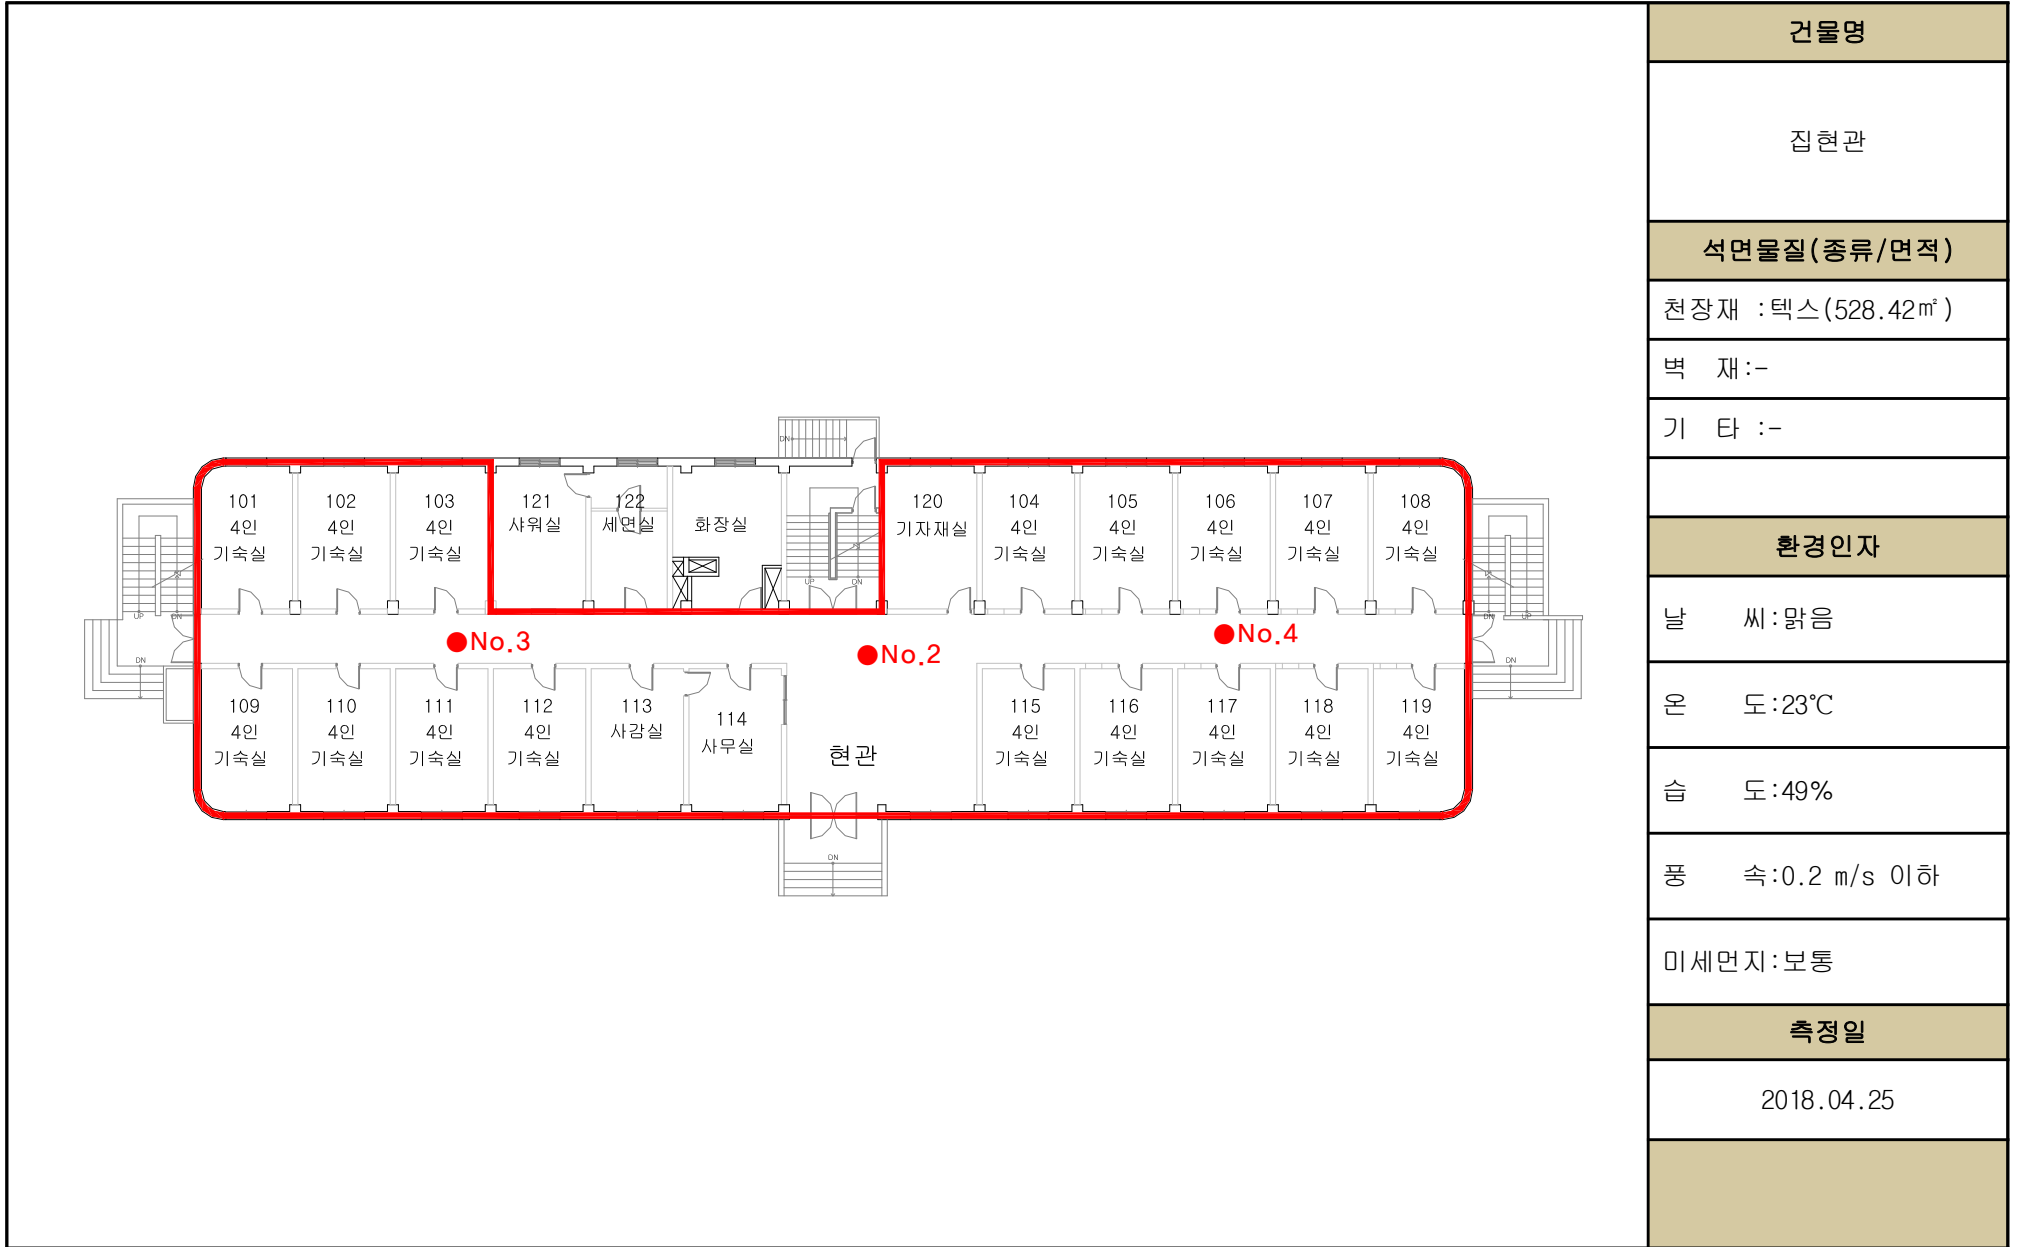 건물명
집현관
석면물질(종류/면적)
천장재 :텍스(528.42㎡)
벽 재:-
기 타 :-
환경인자
날 씨:맑음
온 도:23℃
습 도:49%
풍 속:0.2 m/s 이하
미세먼지:보통
측정일
2018.04.25
DN
101
4인
기숙실
102
4인
기숙실
103
4인
기숙실
121
샤워실
122
세면실
화장실
120
기자재실
104
4인
기숙실
105
4인
기숙실
106
4인
기숙실
107
4인
기숙실
108
4인
기숙실
UP
DN
UP
DN
DN
UP
DN
DN
No.3
No.2
No.4
109
4인
기숙실
110
4인
기숙실
111
4인
기숙실
112
4인
기숙실
113
사감실
114
사무실
현관
115
4인
기숙실
116
4인
기숙실
117
4인
기숙실
118
4인
기숙실
119
4인
기숙실
DN